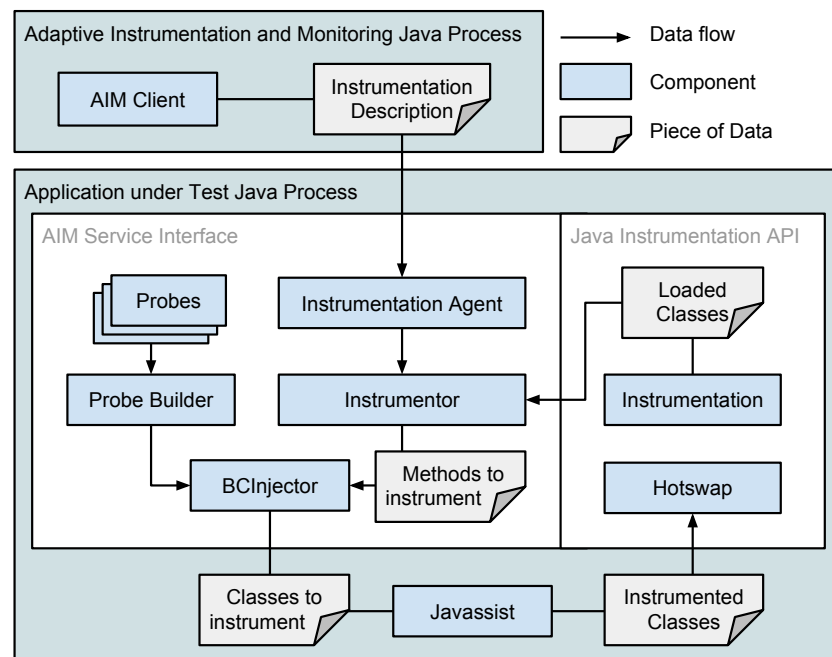 Adaptive Instrumentation and Monitoring Java Process
AIM Client
Instrumentation
Description
Data flow
Component
Piece of Data
Application under Test Java Process
AIM Service Interface
Java Instrumentation API
Probes
Instrumentation Agent
Loaded
Classes
Probe Builder
Instrumentor
Instrumentation
BCInjector
Methods to
instrument
Hotswap
Classes to
instrument
Javassist
Instrumented
Classes